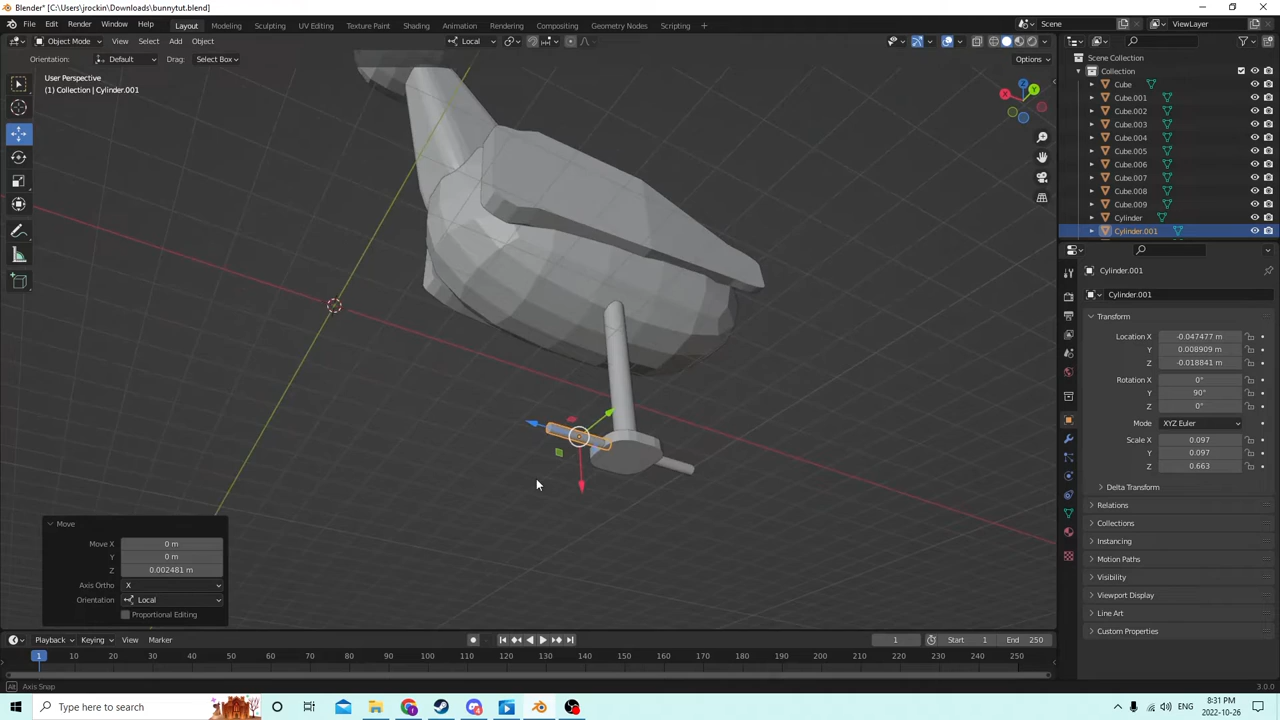 Blender* [C:\Users\jrockin\Downloads\bunnytut.blend]
File Edit Render Window Help Layout Modeling Sculpting UV Editing Texture Paint Shading Animation Rendering Compositing Geometry Nodes Scripting + Scene ViewLayer
Object Mode View Select Add Object Local
Orientation: Default Drag: Select Box Options
User Perspective
(1) Collection | Cylinder.001
X
Y
Z
Scene Collection
Collection
Cube
Cube.001
Cube.002
Cube.003
Cube.004
Cube.005
Cube.006
Cube.007
Cube.008
Cube.009
Cylinder
Cylinder.001
Cylinder.001
Cylinder.001
Transform
Location X -0.047477 m
Y 0.008909 m
Z -0.018841 m
Rotation X 0°
Y 90°
Z 0°
Mode XYZ Euler
Scale X 0.097
Y 0.097
Z 0.663
Delta Transform
Relations
Collections
Instancing
Motion Paths
Visibility
Viewport Display
Line Art
Custom Properties
Move
Move X 0 m
Y 0 m
Z 0.002481 m
Axis Ortho X
Orientation Local
Proportional Editing
Playback Keying View Marker 1 Start 1 End 250
1 10 20 30 40 50 60 70 80 90 100 110 120 130 140 150 160 170 180 190 200 210 220 230 240 250
Alt Axis Snap 3.0.0
Type here to search ENG 8:31 PM
2022-10-26